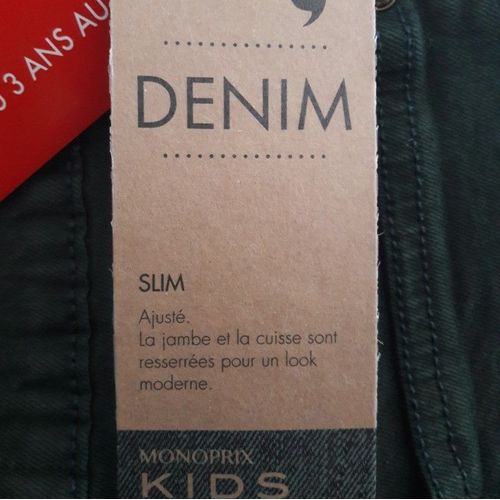 3 ANS AU
DENIM
SLIM
Ajusté.
La jambe et la cuisse sont
resserrées pour un look
moderne.
MONOPRIX
KIDS